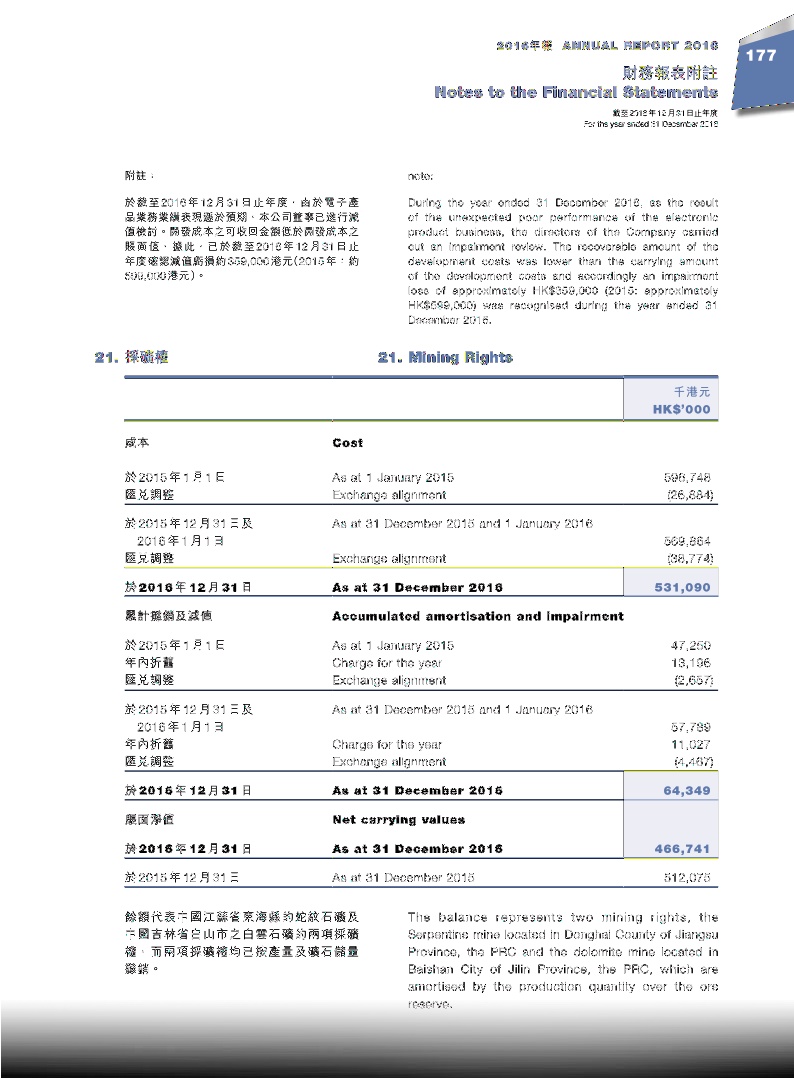 2016年報 ANNUAL REPORT 2016
177
財務報表附註
Notes to the Financial Statements
截至2016年12月31日止年度
For the year ended 31 December 2016
附註：
於截至2016年12月31日止年度，由於電子產
品業務業績表現遜於預期，本公司董事已進行減
值檢討。開發成本之可收回金額低於開發成本之
賬面值，據此，已於截至2016年12月31日止
年度確認減值虧損約359,000港元(2015年：約
699,000港元)。
note:
During the year ended 31 December 2016, as the result
of the unexpected poor performance of the electronic
product business, the directors of the Company carried
out an impairment review. The recoverable amount of the
development costs was lower than the carrying amount
of the development costs and accordingly an impairment
loss of approximately HK$359,000 (2015: approximately
HK$699,000) was recognised during the year ended 31
December 2016.
21. 採礦權
21. Mining Rights
千港元
HK$'000
成本 Cost
於2015年1月1日 As at 1 January 2015 596,748
匯兌調整 Exchange alignment (26,884)
於2015年12月31日及 As at 31 December 2015 and 1 January 2016
2016年1月1日 569,864
匯兌調整 Exchange alignment (38,774)
於2016年12月31日 As at 31 December 2016 531,090
累計攤銷及減值 Accumulated amortisation and impairment
於2015年1月1日 As at 1 January 2015 47,250
年內折舊 Charge for the year 13,196
匯兌調整 Exchange alignment (2,657)
於2015年12月31日及 As at 31 December 2015 and 1 January 2016
2016年1月1日 57,789
年內折舊 Charge for the year 11,027
匯兌調整 Exchange alignment (4,467)
於2016年12月31日 As at 31 December 2016 64,349
賬面淨值 Net carrying values
於2016年12月31日 As at 31 December 2016 466,741
於2015年12月31日 As at 31 December 2015 512,075
餘額代表中國江蘇省東海縣的蛇紋石礦及
中國吉林省白山市之白雲石礦的兩項採礦
權，而兩項採礦權均已按產量及礦石儲量
攤銷。
The balance represents two mining rights, the
Serpentine mine located in Donghai County of Jiangsu
Province, the PRC and the dolomite mine located in
Baishan City of Jilin Province, the PRC, which are
amortised by the production quantity over the ore
reserve.